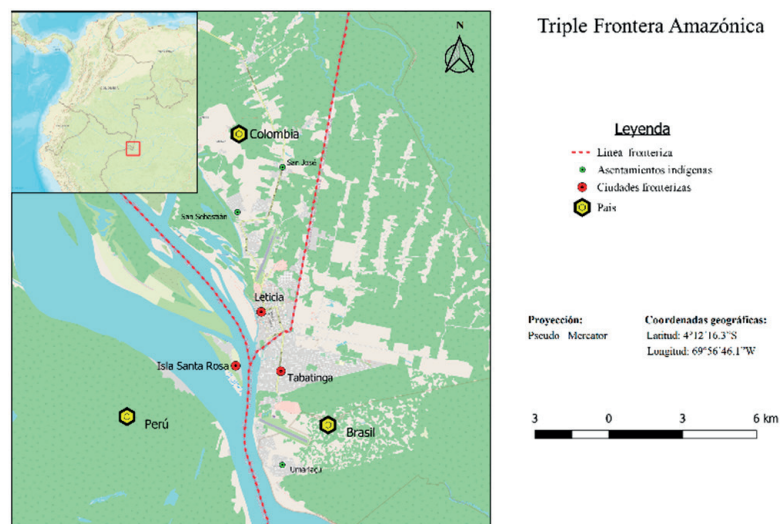 Triple Frontera Amazónica
N
Colombia
San José
San Sebastián
Leticia
Isla Santa Rosa
Tabatinga
Perú
Brasil
Umariaçu
Leyenda
Linea fronteriza
Asentamientos indígenas
Ciudades fronterizas
País
Proyección:
Pseudo Mercator
Coordenadas geográficas:
Latitud: 4°12'16.3"S
Longitud: 69°56'46.1"W
3 0 3 6 km